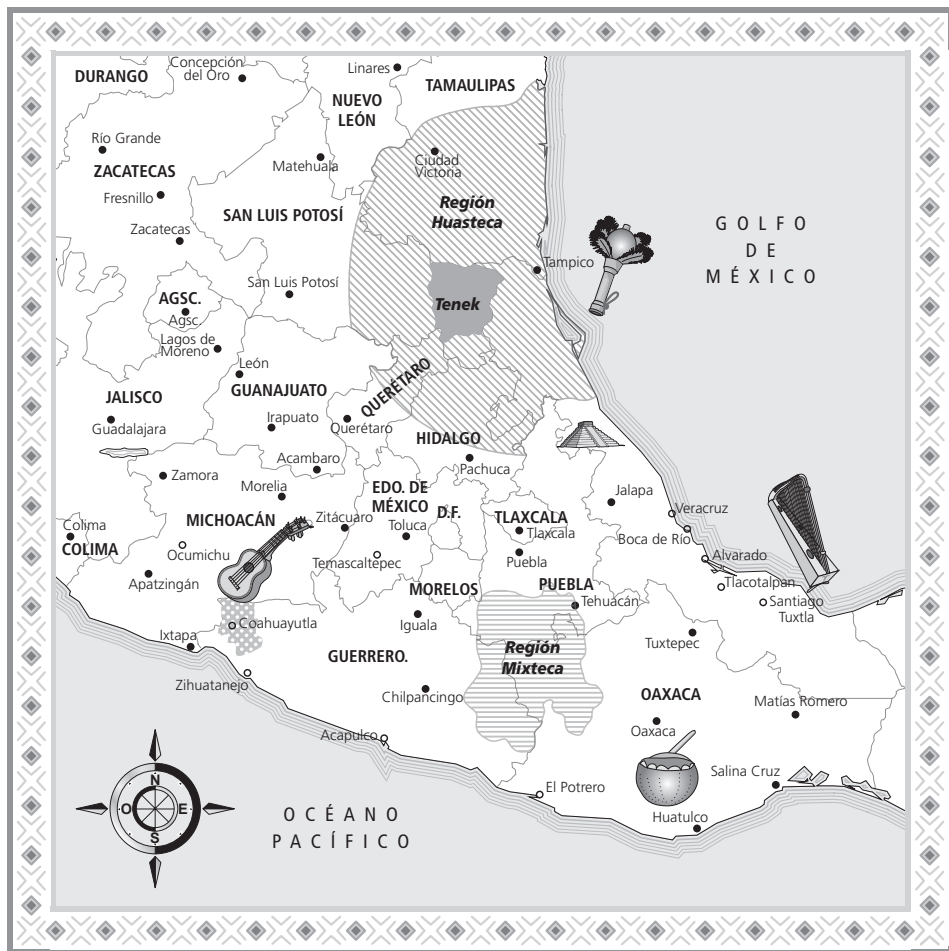 DURANGO
Concepción
del Oro
Linares
TAMAULIPAS
NUEVO
LEÓN
Río Grande
ZACATECAS
Matehuala
Ciudad
Victoria
Fresnillo
Región
Huasteca
SAN LUIS POTOSÍ
Zacatecas
GOLFO
DE
MÉXICO
Tampico
San Luis Potosí
AGSC.
Agsc.
Tenek
Lagos de
Moreno
León
JALISCO
GUANAJUATO
QUERÉTARO
Guadalajara
Irapuato
Querétaro
HIDALGO
Acambaro
Pachuca
Zamora
Morelia
EDO. DE
MÉXICO
D.F.
Jalapa
Veracruz
Colima
COLIMA
MICHOACÁN
Zitácuaro
Toluca
TLAXCALA
Tlaxcala
Boca de Río
Ocumichu
Temascaltepec
Puebla
Alvarado
Apatzingán
MORELOS
PUEBLA
Tehuacán
Tlacotalpan
Santiago
Tuxtla
Coahuayutla
Iguala
Ixtapa
GUERRERO.
Región
Mixteca
Tuxtepec
Zihuatanejo
Chilpancingo
OAXACA
Matías Romero
Acapulco
Oaxaca
Salina Cruz
El Potrero
Huatulco
N
O
E
S
OCÉANO
PACÍFICO